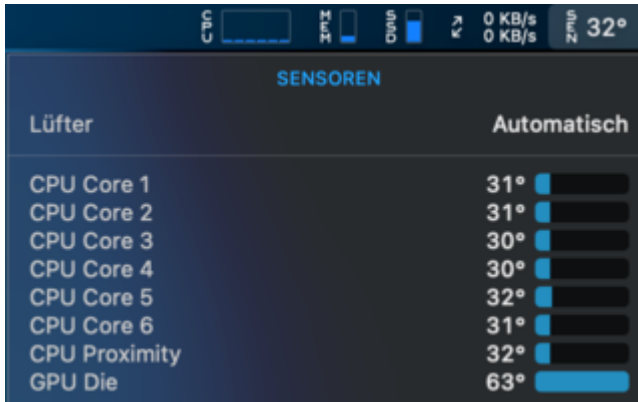 CPU MEM SSD 0 KB/s SEN 32°
0 KB/s
SENSOREN
Lüfter Automatisch
CPU Core 1 31°
CPU Core 2 31°
CPU Core 3 30°
CPU Core 4 30°
CPU Core 5 32°
CPU Core 6 31°
CPU Proximity 32°
GPU Die 63°